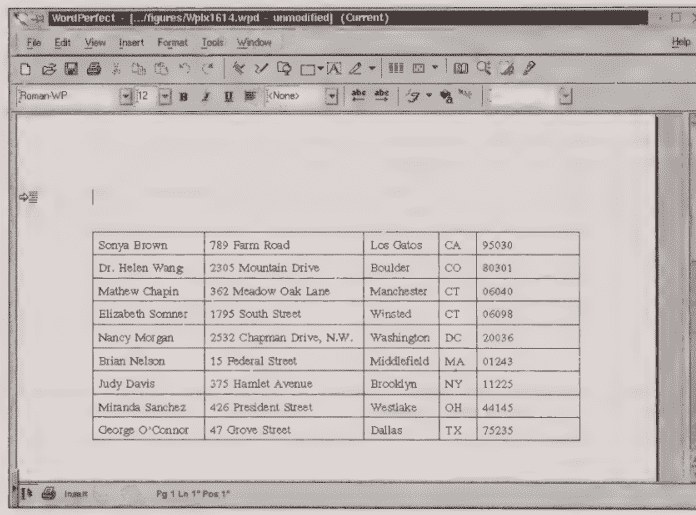 WordPerfect - [.../figures/Wplx1614.wpd - unmodified] (Current)
File Edit View Insert Format Tools Window Help
Roman-WP 12 B I U <None> abc abc
Sonya Brown 789 Farm Road Los Gatos CA 95030
Dr. Helen Wang 2305 Mountain Drive Boulder CO 80301
Mathew Chapin 362 Meadow Oak Lane Manchester CT 06040
Elizabeth Somner 1795 South Street Winsted CT 06098
Nancy Morgan 2532 Chapman Drive, N.W. Washington DC 20036
Brian Nelson 15 Federal Street Middlefield MA 01243
Judy Davis 375 Hamlet Avenue Brooklyn NY 11225
Miranda Sanchez 426 President Street Westlake OH 44145
George O'Connor 47 Grove Street Dallas TX 75235
Insert Pg 1 Ln 1" Pos 1"